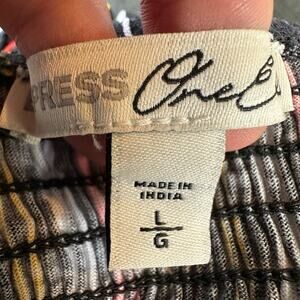 PRESS One E
MADE IN
INDIA
L
G